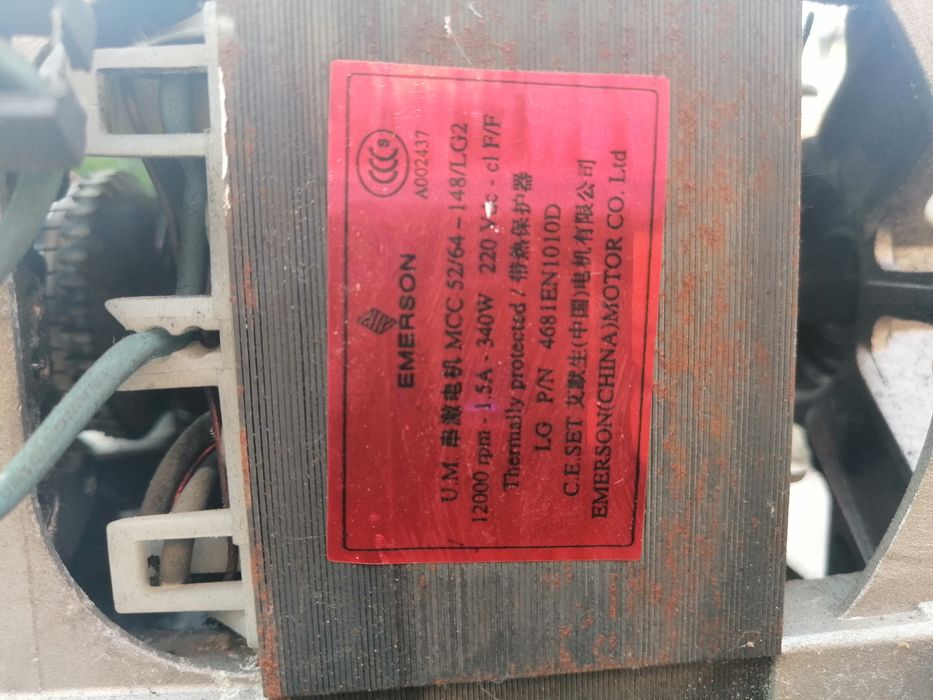 CCC S
A002437
EMERSON
U.M. 串激电机 MCC 52/64 - 148/LG2
12000 rpm - 1.5A - 340W 220 Vac - cl F/F
Thermally protected / 带热保护器
LG P/N 4681EN1010D
C.E.SET 艾默生(中国)电机有限公司
EMERSON(CHINA)MOTOR CO. Ltd